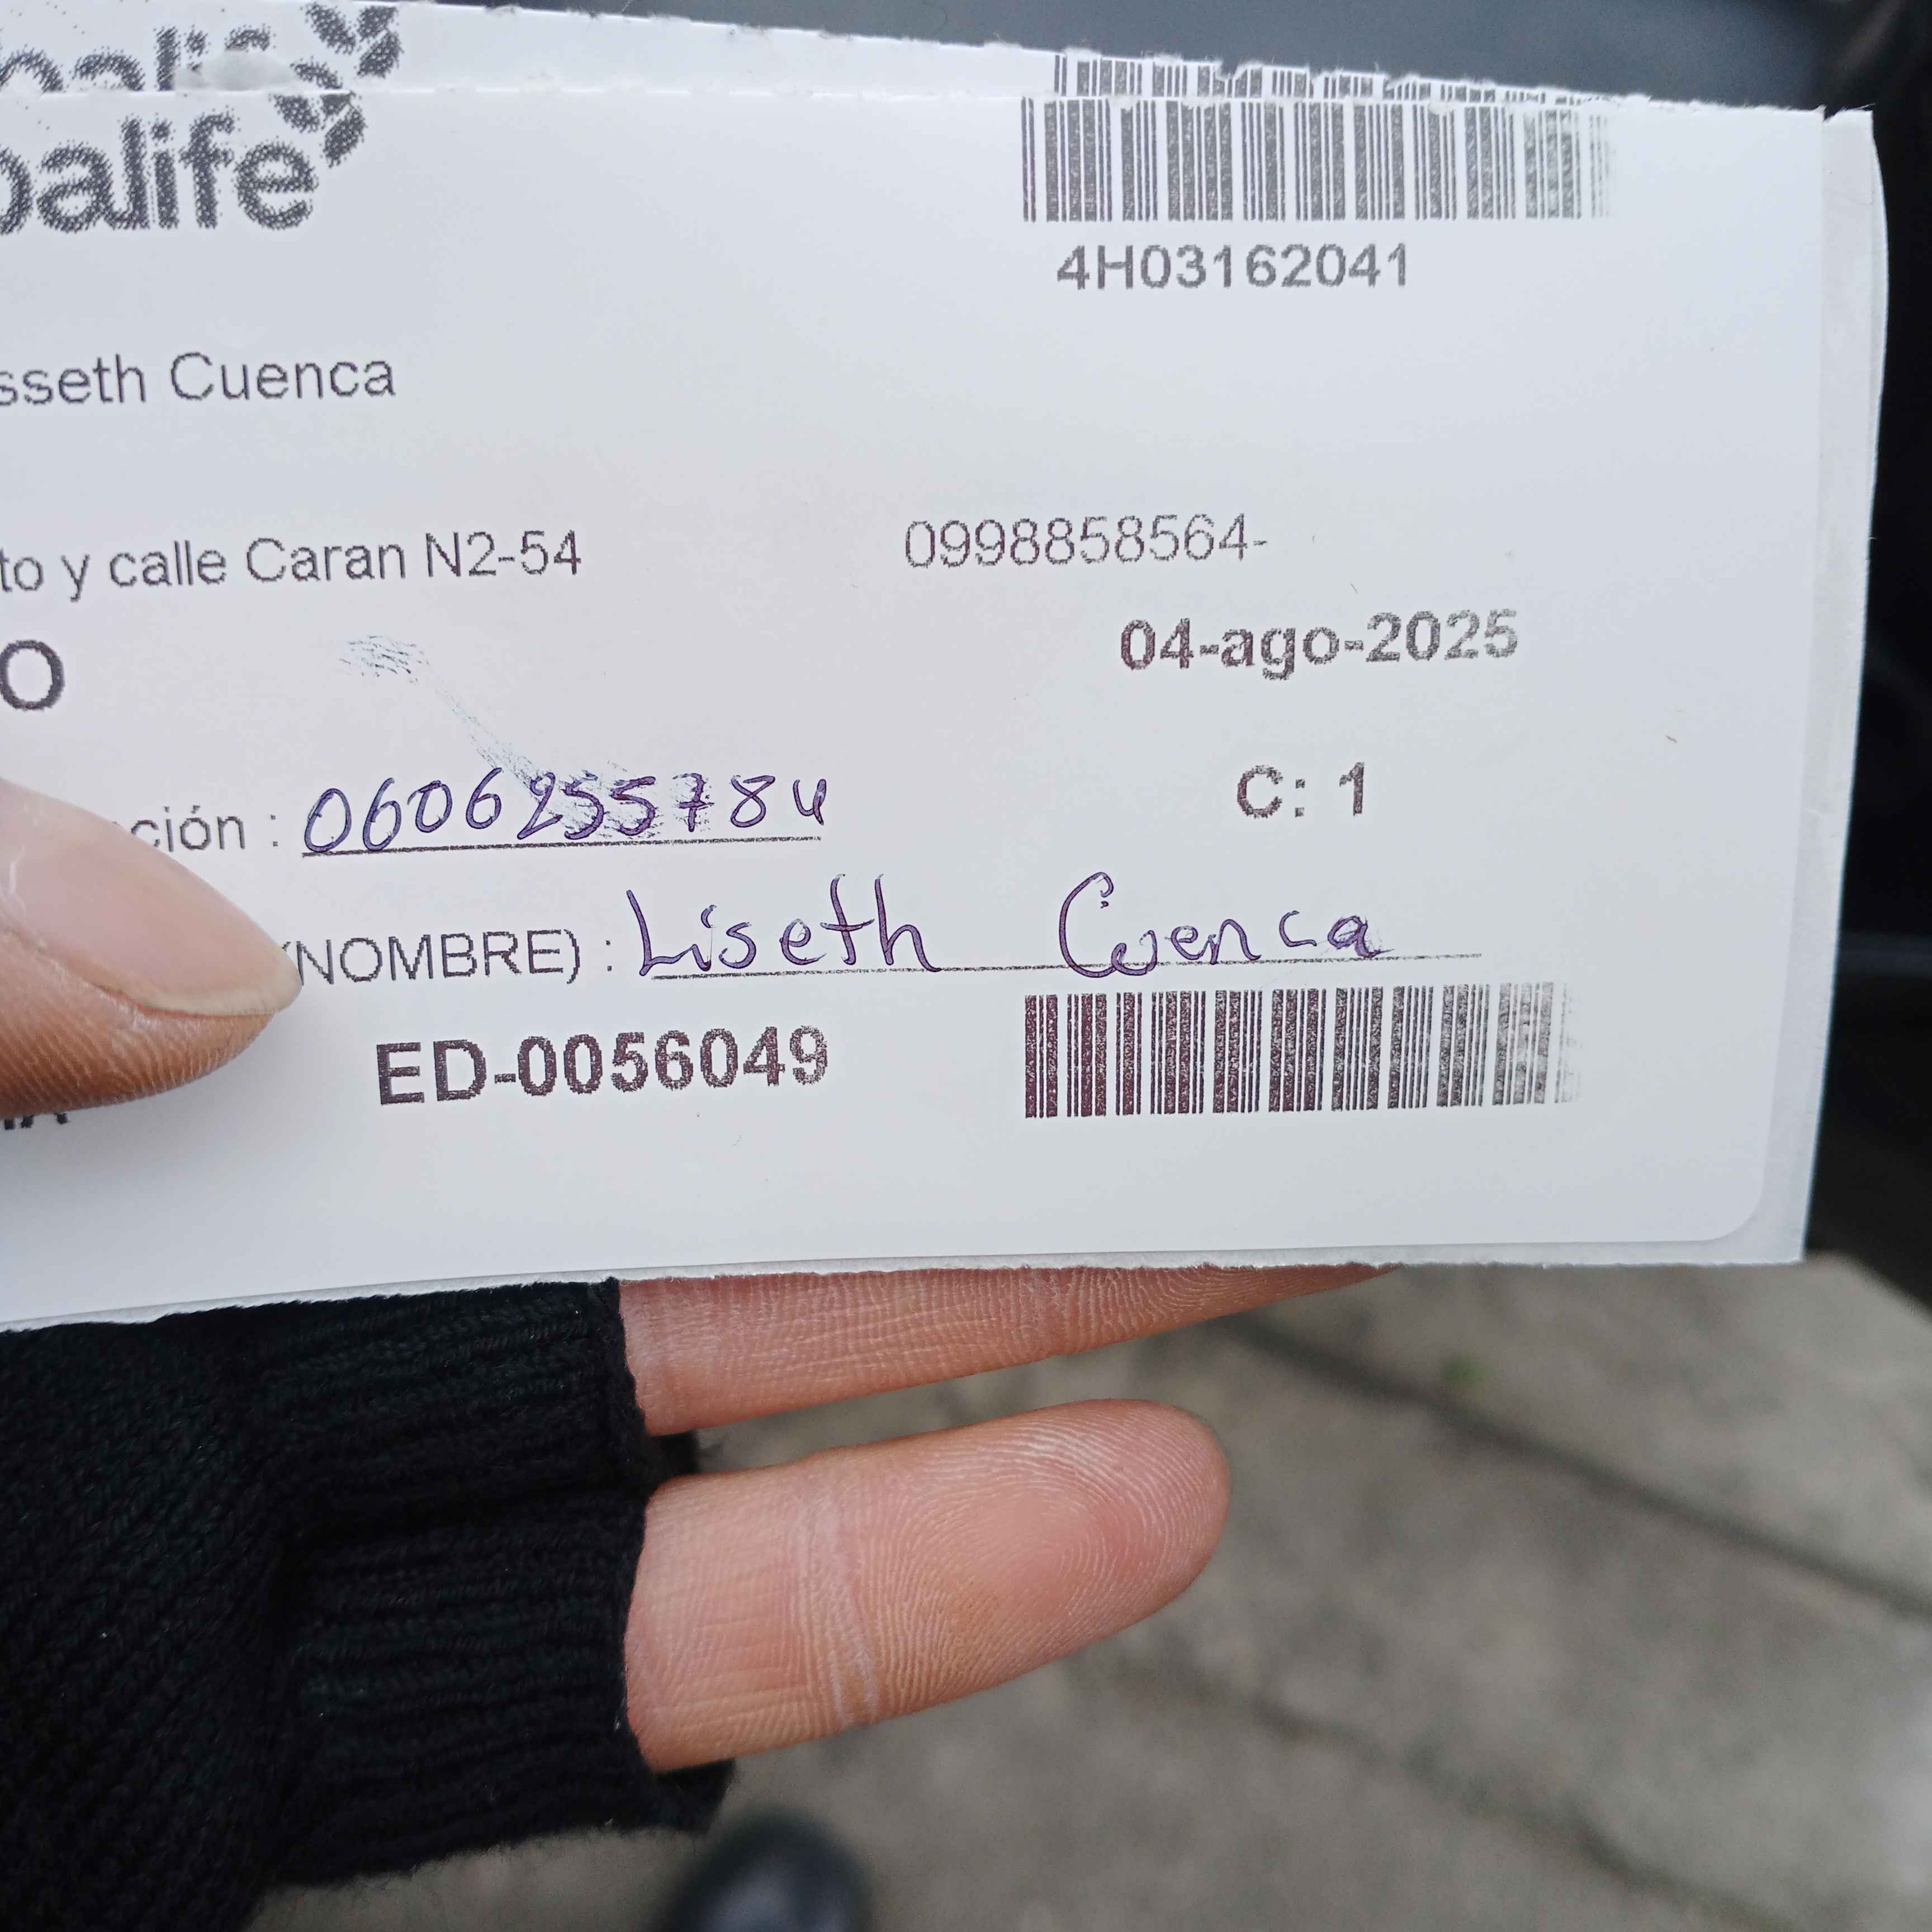 balife
4H03162041
sseth Cuenca
to y calle Caran N2-54 0998858564-
O 04-ago-2025
ción : 0606255784 C: 1
(NOMBRE) : Liseth Cuenca
ED-0056049